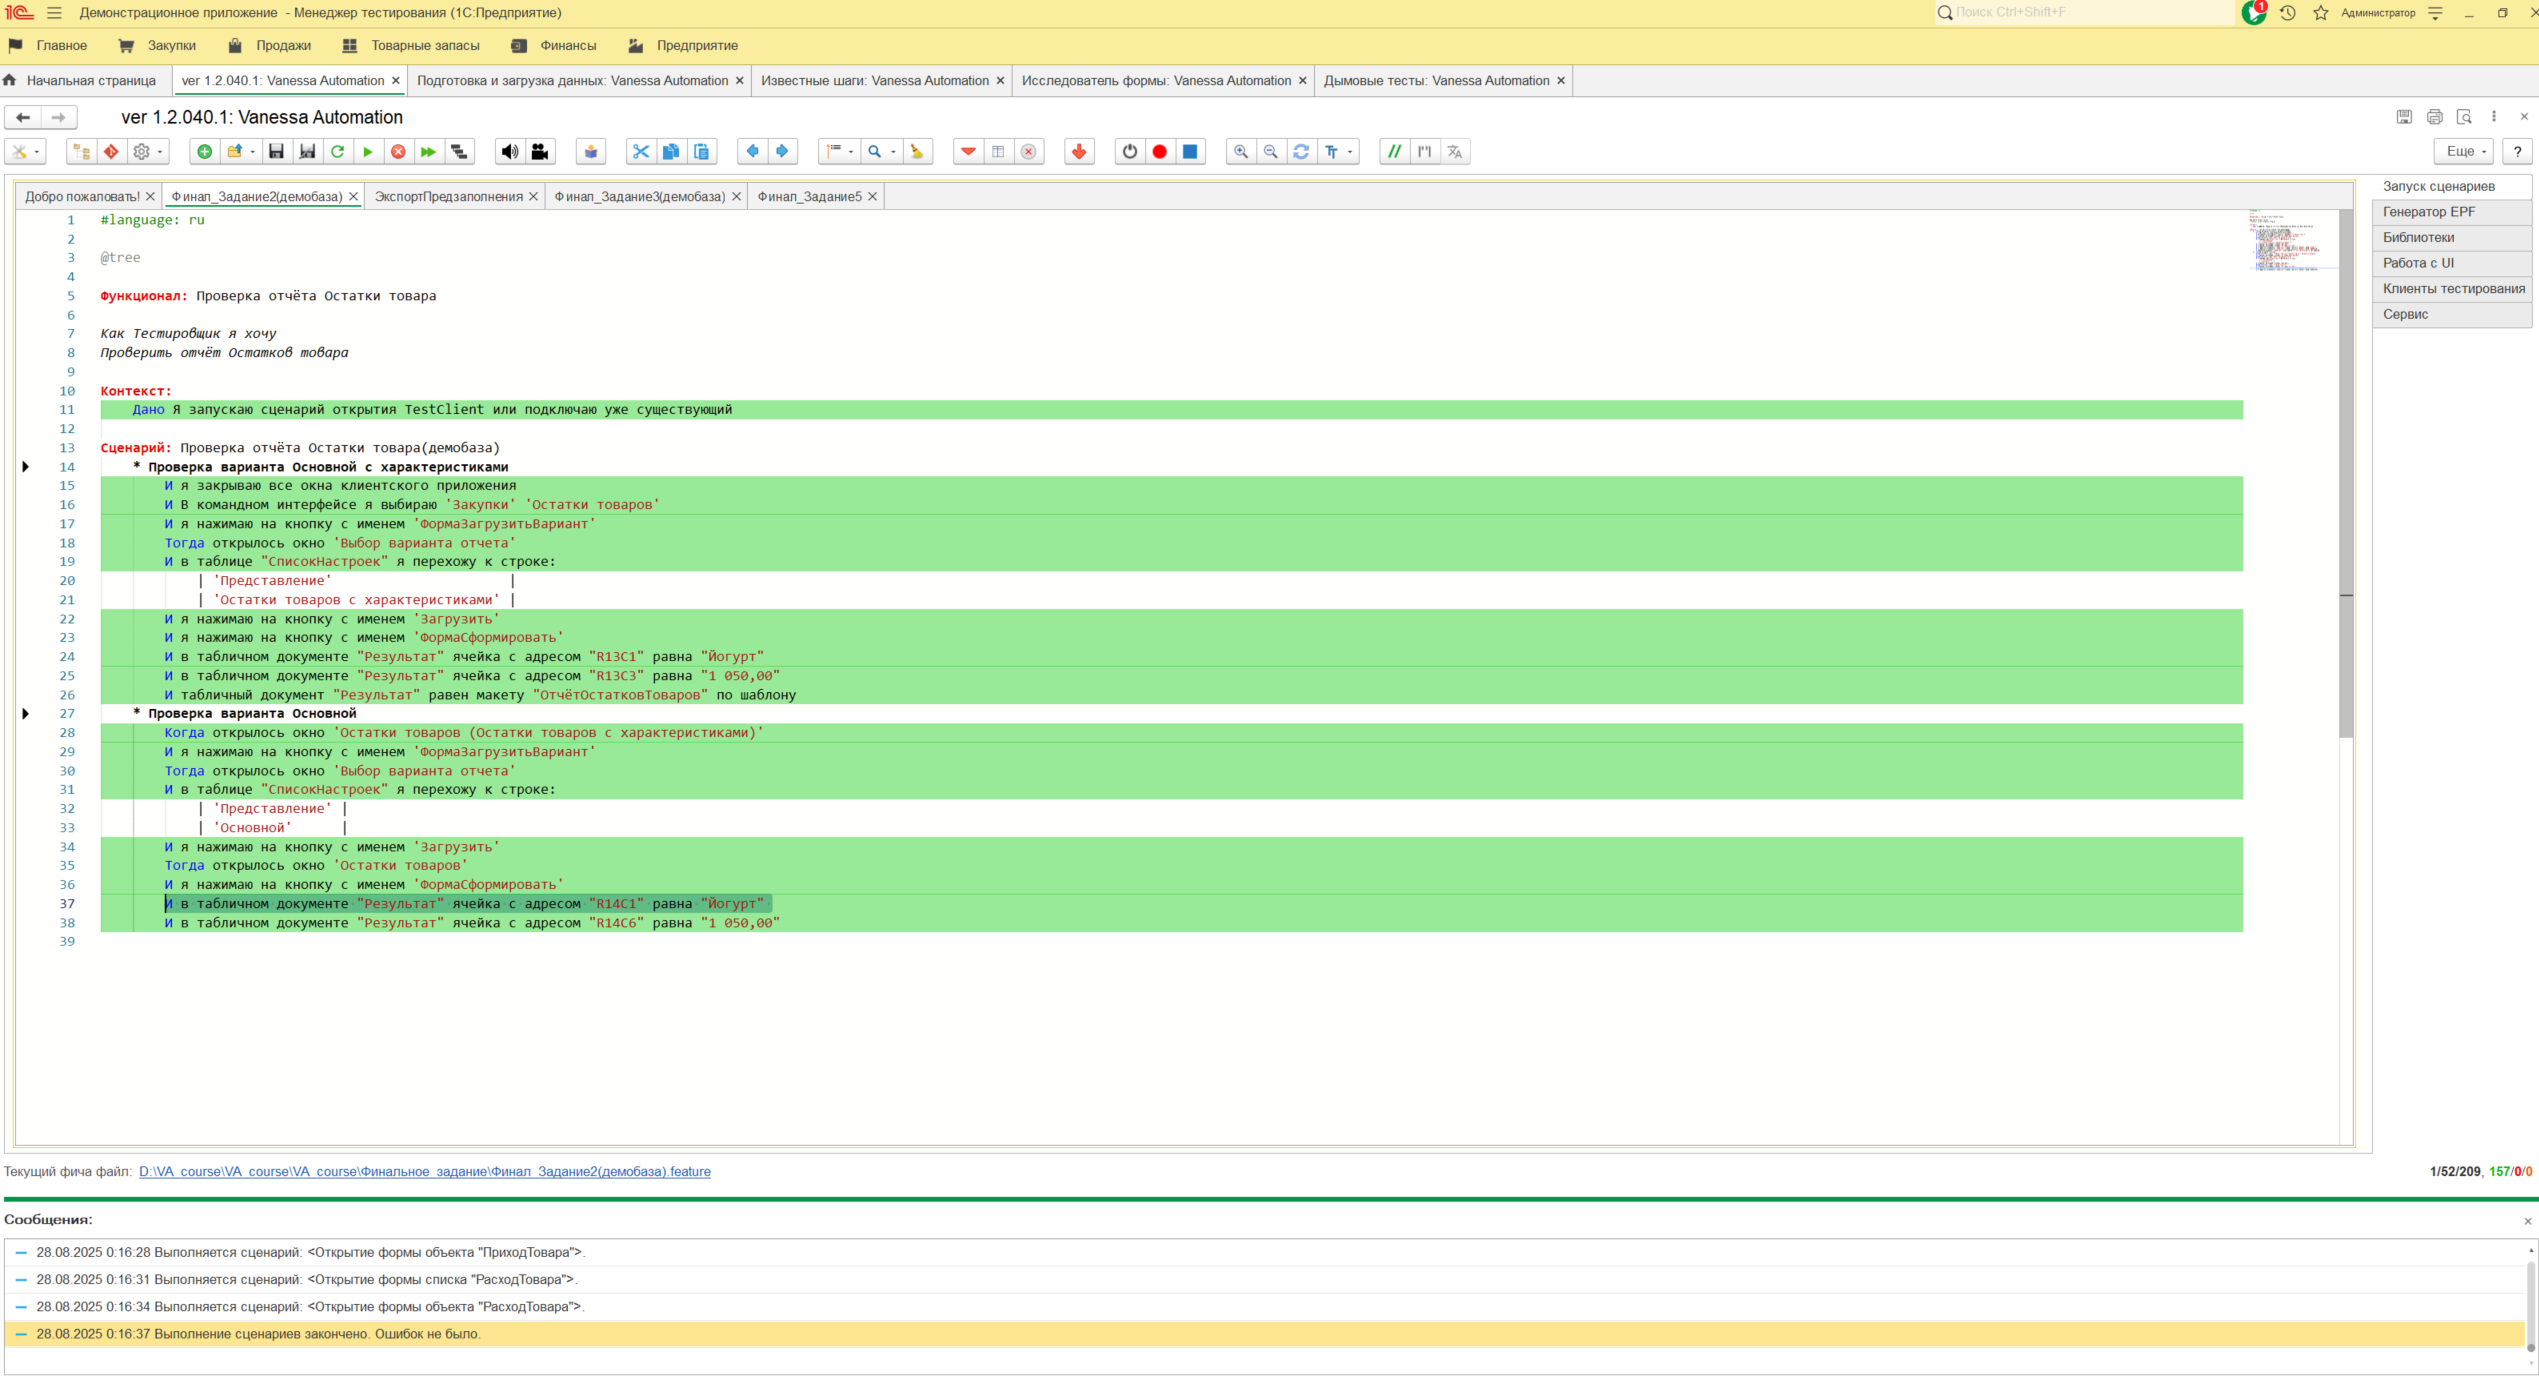 Демонстрационное приложение - Менеджер тестирования (1С:Предприятие)
Поиск Ctrl+Shift+F
1
Администратор
Главное Закупки Продажи Товарные запасы Финансы Предприятие
Начальная страница ver 1.2.040.1: Vanessa Automation Подготовка и загрузка данных: Vanessa Automation Известные шаги: Vanessa Automation Исследователь формы: Vanessa Automation Дымовые тесты: Vanessa Automation
ver 1.2.040.1: Vanessa Automation
Еще ?
Добро пожаловать! Финал_Задание2(демобаза) ЭкспортПредзаполнения Финал_Задание3(демобаза) Финал_Задание5
Запуск сценариев
Генератор EPF
Библиотеки
Работа с UI
Клиенты тестирования
Сервис
1 #language: ru
2
3 @tree
4
5 Функционал: Проверка отчёта Остатки товара
6
7 Как Тестировщик я хочу
8 Проверить отчёт Остатков товара
9
10 Контекст:
11 Дано Я запускаю сценарий открытия TestClient или подключаю уже существующий
12
13 Сценарий: Проверка отчёта Остатки товара(демобаза)
14 * Проверка варианта Основной с характеристиками
15 И я закрываю все окна клиентского приложения
16 И В командном интерфейсе я выбираю 'Закупки' 'Остатки товаров'
17 И я нажимаю на кнопку с именем 'ФормаЗагрузитьВариант'
18 Тогда открылось окно 'Выбор варианта отчета'
19 И в таблице "СписокНастроек" я перехожу к строке:
20 | 'Представление' |
21 | 'Остатки товаров с характеристиками' |
22 И я нажимаю на кнопку с именем 'Загрузить'
23 И я нажимаю на кнопку с именем 'ФормаСформировать'
24 И в табличном документе "Результат" ячейка с адресом "R13C1" равна "Йогурт"
25 И в табличном документе "Результат" ячейка с адресом "R13C3" равна "1 050,00"
26 И табличный документ "Результат" равен макету "ОтчётОстатковТоваров" по шаблону
27 * Проверка варианта Основной
28 Когда открылось окно 'Остатки товаров (Остатки товаров с характеристиками)'
29 И я нажимаю на кнопку с именем 'ФормаЗагрузитьВариант'
30 Тогда открылось окно 'Выбор варианта отчета'
31 И в таблице "СписокНастроек" я перехожу к строке:
32 | 'Представление' |
33 | 'Основной' |
34 И я нажимаю на кнопку с именем 'Загрузить'
35 Тогда открылось окно 'Остатки товаров'
36 И я нажимаю на кнопку с именем 'ФормаСформировать'
37 И в табличном документе "Результат" ячейка с адресом "R14C1" равна "Йогурт"
38 И в табличном документе "Результат" ячейка с адресом "R14C6" равна "1 050,00"
39
Текущий фича файл: D:\VA_course\VA_course\VA_course\Финальное_задание\Финал_Задание2(демобаза).feature
1/52/209, 157/0/0
Сообщения:
28.08.2025 0:16:28 Выполняется сценарий: <Открытие формы объекта "ПриходТовара">.
28.08.2025 0:16:31 Выполняется сценарий: <Открытие формы списка "РасходТовара">.
28.08.2025 0:16:34 Выполняется сценарий: <Открытие формы объекта "РасходТовара">.
28.08.2025 0:16:37 Выполнение сценариев закончено. Ошибок не было.